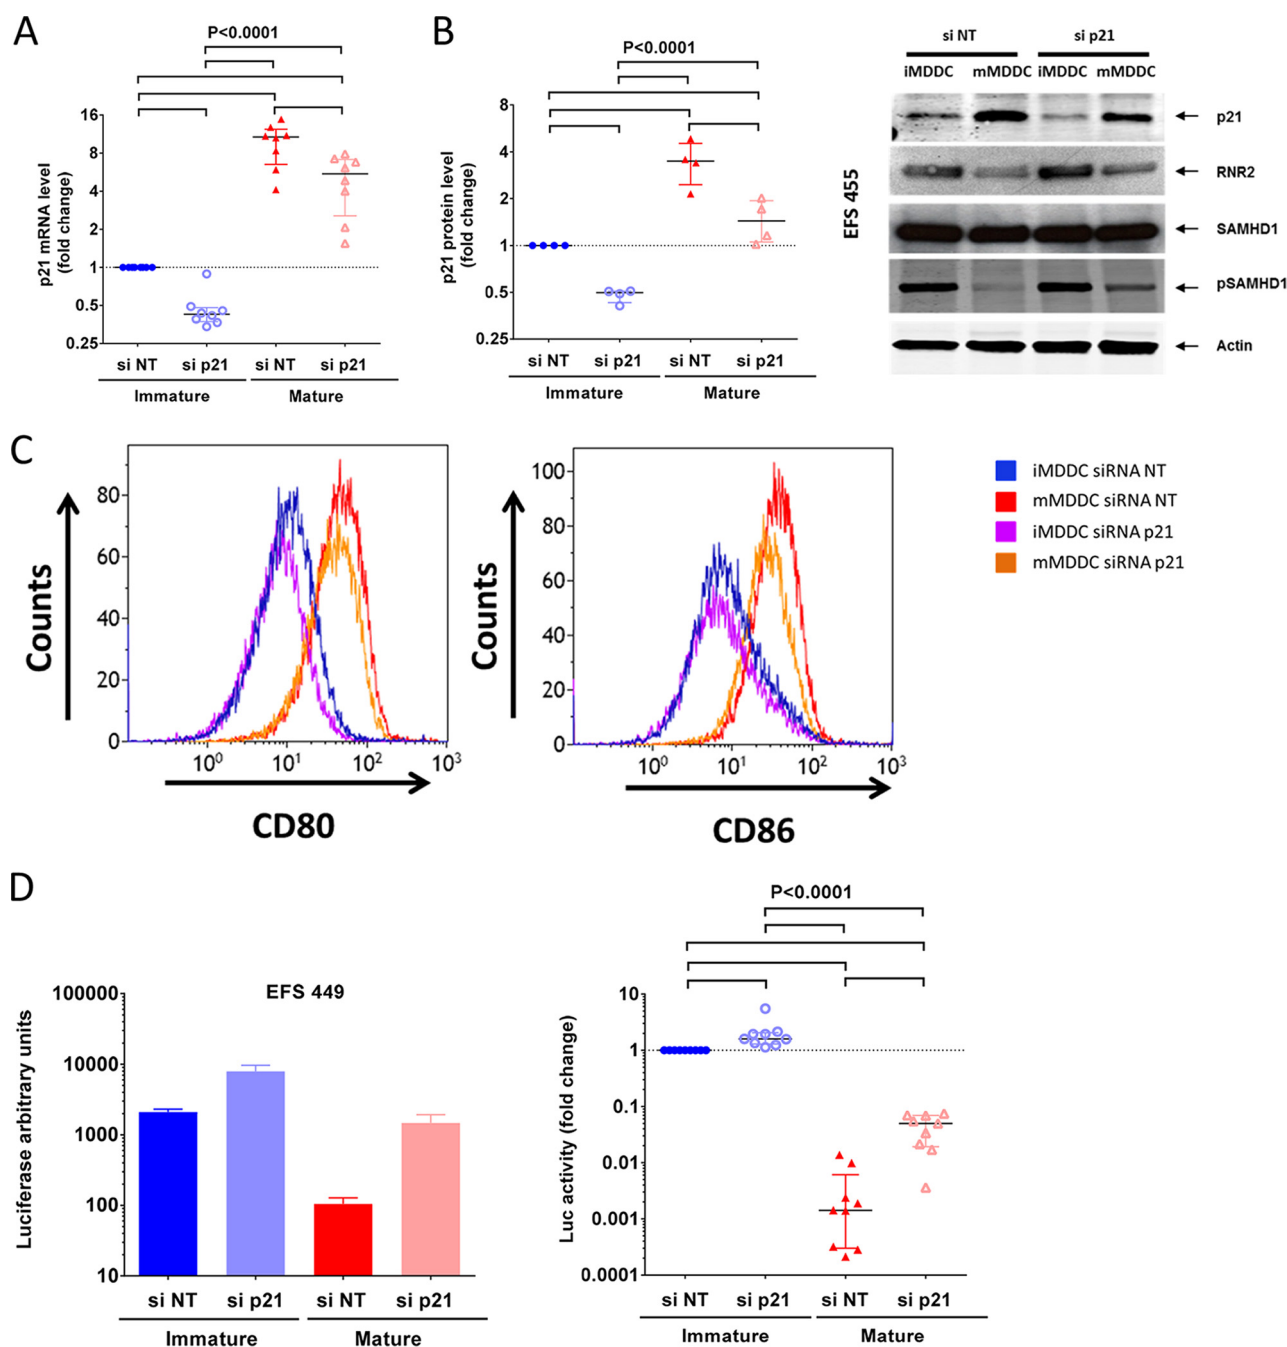 A
P<0.0001
p21 mRNA level
(fold change)
16
8
4
2
1
0.5
0.25
si NT
si p21
si NT
si p21
Immature
Mature
B
P<0.0001
p21 protein level
(fold change)
8
4
2
1
0.5
0.25
si NT
si p21
si NT
si p21
Immature
Mature
si NT
si p21
iMDDC
mMDDC
iMDDC
mMDDC
EFS 455
p21
RNR2
SAMHD1
pSAMHD1
Actin
C
Counts
80
60
40
20
0
10⁰
10¹
10²
10³
CD80
Counts
100
80
60
40
20
0
10⁰
10¹
10²
10³
CD86
iMDDC siRNA NT
mMDDC siRNA NT
iMDDC siRNA p21
mMDDC siRNA p21
D
EFS 449
Luciferase arbitrary units
100000
10000
1000
100
10
si NT
si p21
si NT
si p21
Immature
Mature
P<0.0001
Luc activity (fold change)
10
1
0.1
0.01
0.001
0.0001
si NT
si p21
si NT
si p21
Immature
Mature